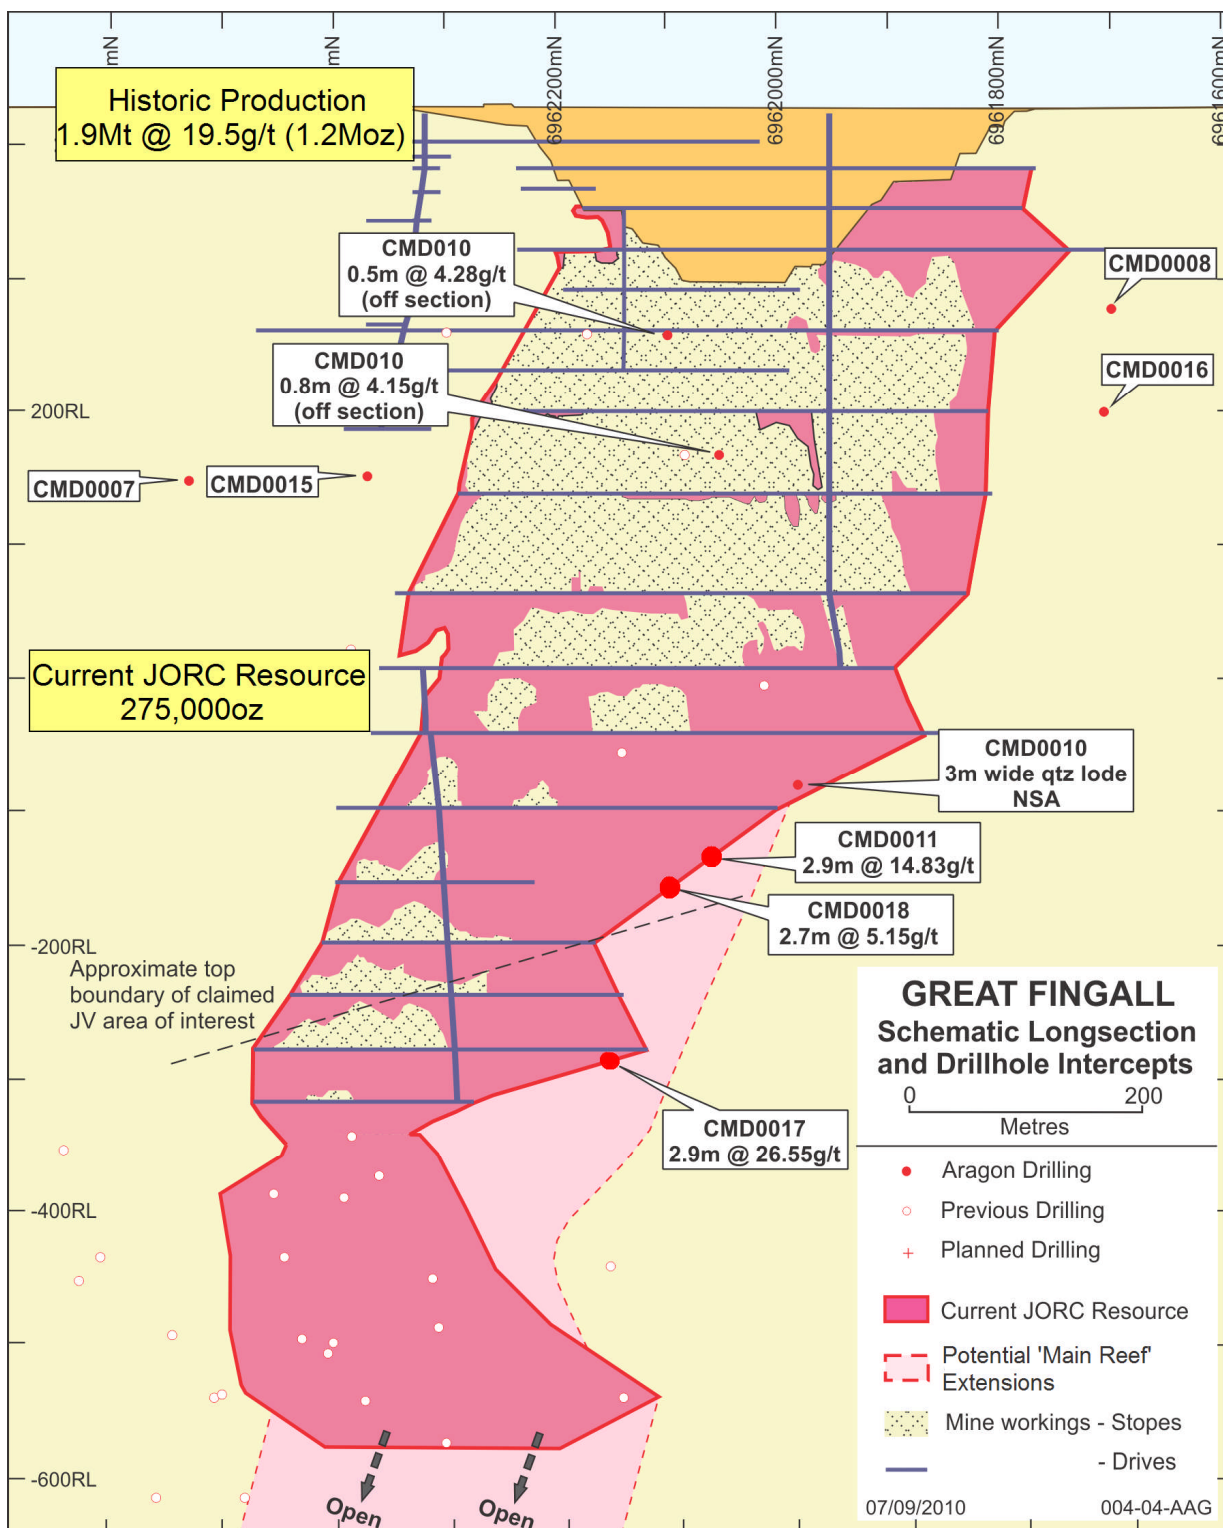 mN
mN
6962200mN
6962000mN
6961800mN
6961600mN
Historic Production
1.9Mt @ 19.5g/t (1.2Moz)
CMD010
0.5m @ 4.28g/t
(off section)
CMD0008
CMD010
0.8m @ 4.15g/t
(off section)
CMD0016
200RL
CMD0007
CMD0015
Current JORC Resource
275,000oz
CMD0010
3m wide qtz lode
NSA
CMD0011
2.9m @ 14.83g/t
CMD0018
2.7m @ 5.15g/t
-200RL
Approximate top
boundary of claimed
JV area of interest
CMD0017
2.9m @ 26.55g/t
-400RL
-600RL
Open
Open
GREAT FINGALL
Schematic Longsection
and Drillhole Intercepts
0 200
Metres
Aragon Drilling
Previous Drilling
Planned Drilling
Current JORC Resource
Potential 'Main Reef'
Extensions
Mine workings - Stopes
- Drives
07/09/2010 004-04-AAG